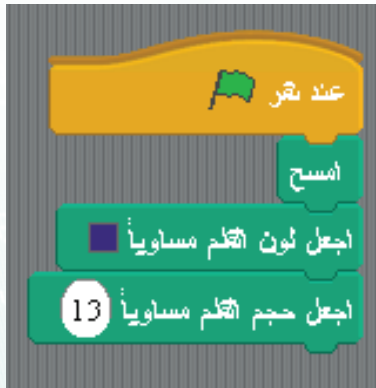 عند نقر
امسح
اجعل لون القلم مساوياً
اجعل حجم القلم مساوياً 13